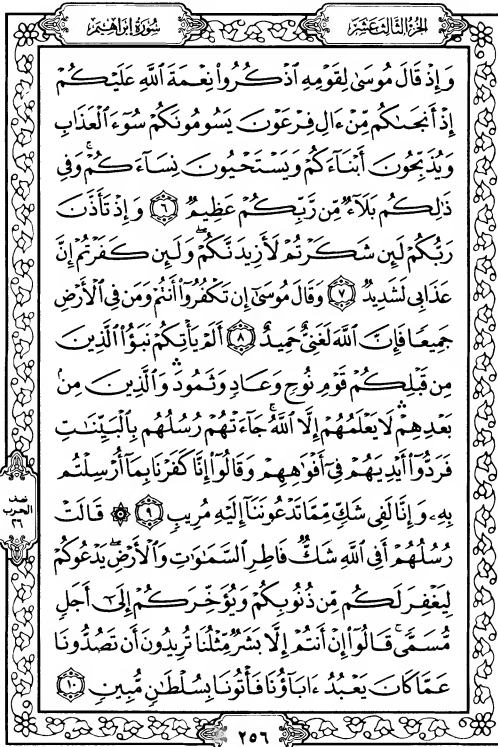 الجزء الثالث عشر
سورة إبراهيم
وَإِذْ قَالَ مُوسَىٰ لِقَوْمِهِ ٱذْكُرُوا۟ نِعْمَةَ ٱللَّهِ عَلَيْكُمْ
إِذْ أَنجَىٰكُم مِّنْ ءَالِ فِرْعَوْنَ يَسُومُونَكُمْ سُوٓءَ ٱلْعَذَابِ
وَيُذَبِّحُونَ أَبْنَآءَكُمْ وَيَسْتَحْيُونَ نِسَآءَكُمْ ۚ وَفِى
ذَٰلِكُم بَلَآءٌ مِّن رَّبِّكُمْ عَظِيمٌ ٦ وَإِذْ تَأَذَّنَ
رَبُّكُمْ لَئِن شَكَرْتُمْ لَأَزِيدَنَّكُمْ ۖ وَلَئِن كَفَرْتُمْ إِنَّ
عَذَابِى لَشَدِيدٌ ٧ وَقَالَ مُوسَىٰٓ إِن تَكْفُرُوٓا۟ أَنتُمْ وَمَن فِى ٱلْأَرْضِ
جَمِيعًا فَإِنَّ ٱللَّهَ لَغَنِىٌّ حَمِيدٌ ٨ أَلَمْ يَأْتِكُمْ نَبَؤُا۟ ٱلَّذِينَ
مِن قَبْلِكُمْ قَوْمِ نُوحٍ وَعَادٍ وَثَمُودَ ۛ وَٱلَّذِينَ مِنۢ
بَعْدِهِمْ ۛ لَا يَعْلَمُهُمْ إِلَّا ٱللَّهُ ۚ جَآءَتْهُمْ رُسُلُهُم بِٱلْبَيِّنَٰتِ
فَرَدُّوٓا۟ أَيْدِيَهُمْ فِىٓ أَفْوَٰهِهِمْ وَقَالُوٓا۟ إِنَّا كَفَرْنَا بِمَآ أُرْسِلْتُم
بِهِۦ وَإِنَّا لَفِى شَكٍّ مِّمَّا تَدْعُونَنَآ إِلَيْهِ مُرِيبٍ ٩ ۞ قَالَتْ
رُسُلُهُمْ أَفِى ٱللَّهِ شَكٌّ فَاطِرِ ٱلسَّمَٰوَٰتِ وَٱلْأَرْضِ ۖ يَدْعُوكُمْ
لِيَغْفِرَ لَكُم مِّن ذُنُوبِكُمْ وَيُؤَخِّرَكُمْ إِلَىٰٓ أَجَلٍ
مُّسَمًّى ۚ قَالُوٓا۟ إِنْ أَنتُمْ إِلَّا بَشَرٌ مِّثْلُنَا تُرِيدُونَ أَن تَصُدُّونَا
عَمَّا كَانَ يَعْبُدُ ءَابَآؤُنَا فَأْتُونَا بِسُلْطَٰنٍ مُّبِينٍ ١٠
نصف
الحزب
٢٦
٢٥٦